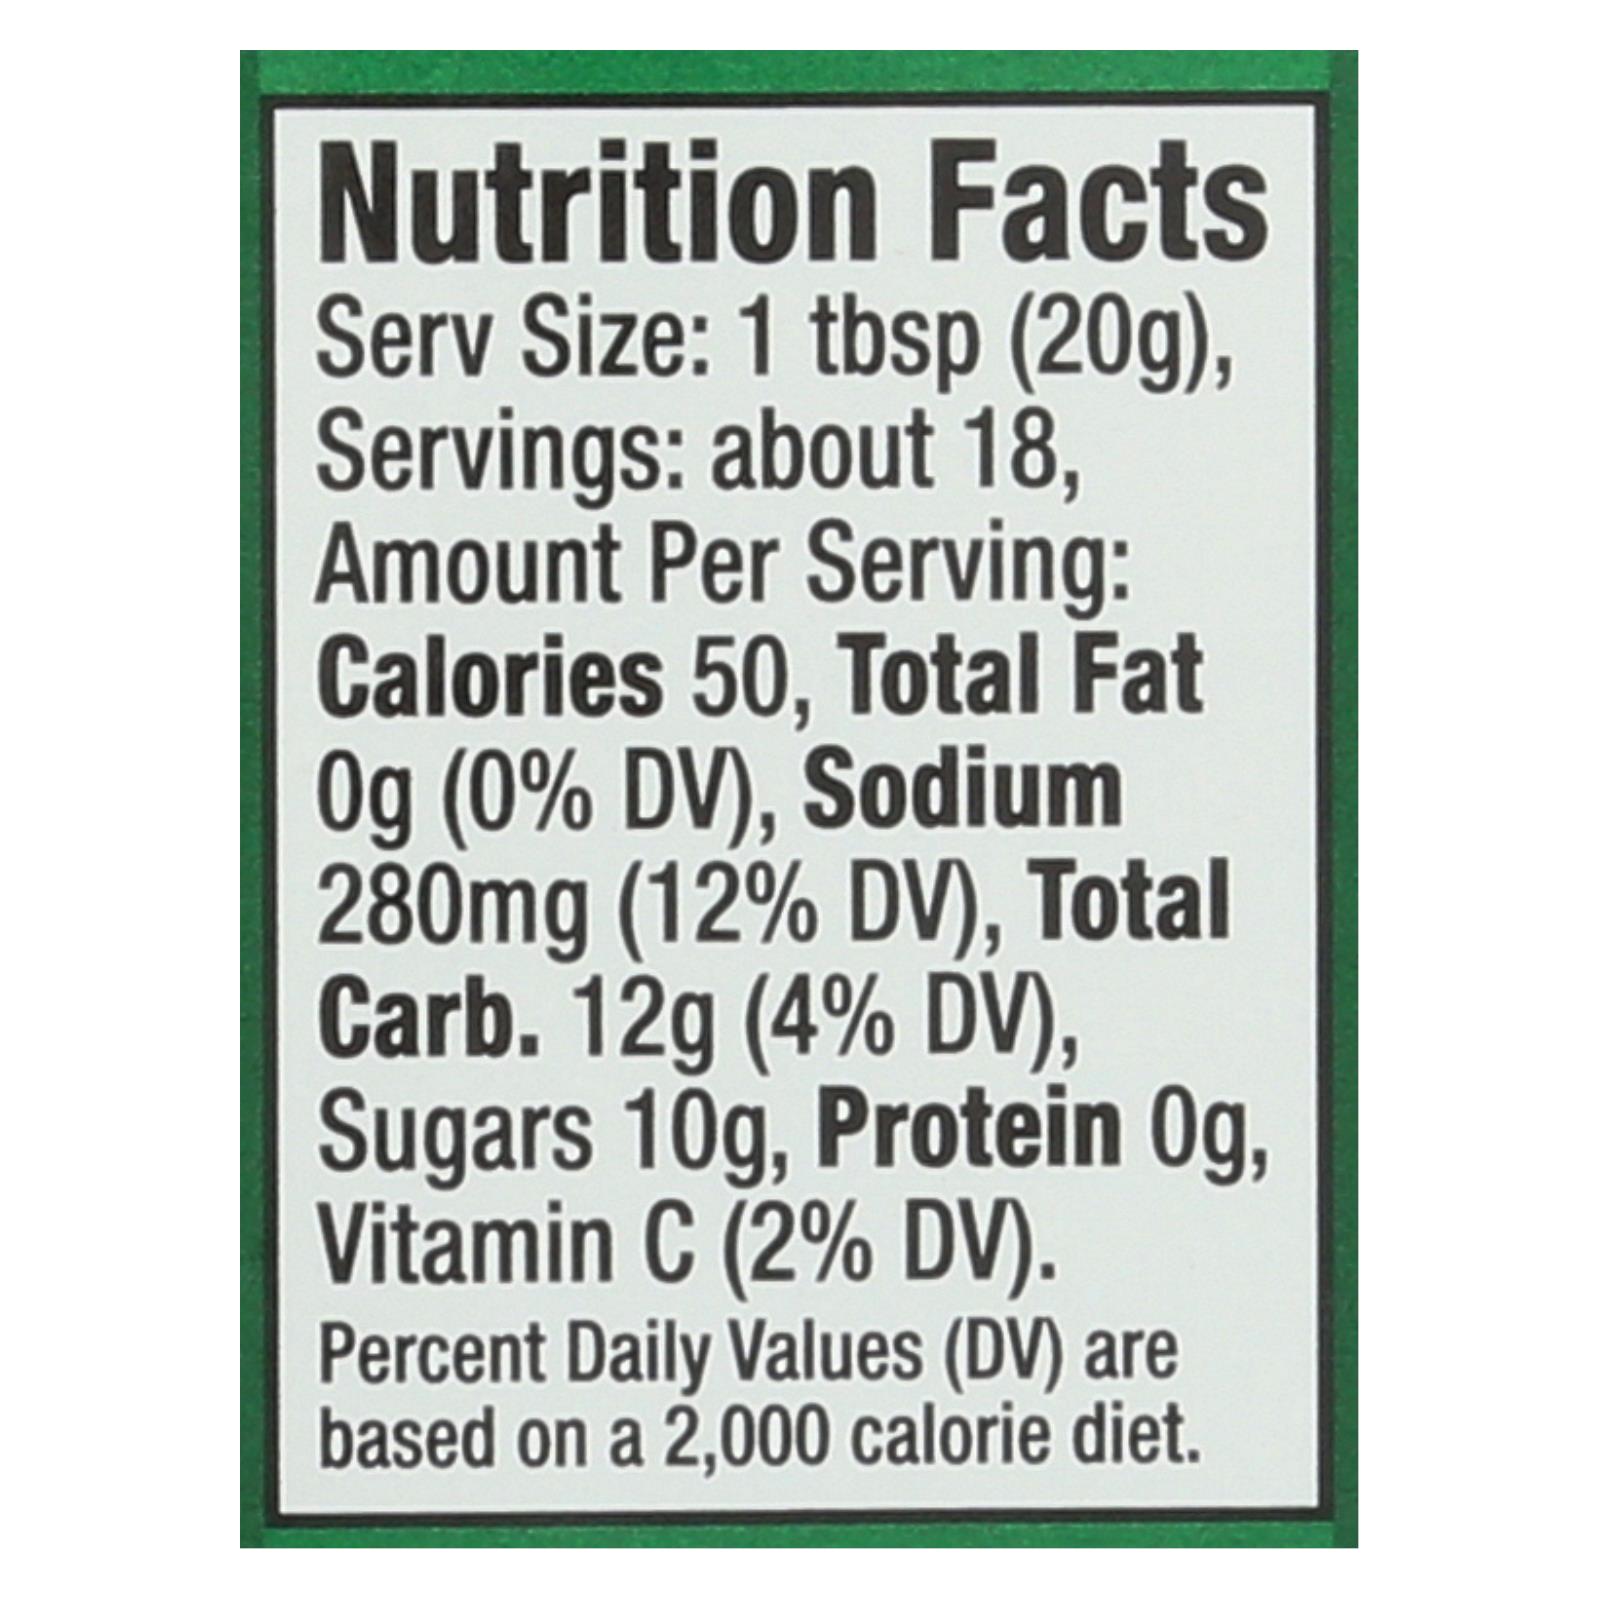 Nutrition Facts
Serv Size: 1 tbsp (20g),
Servings: about 18,
Amount Per Serving:
Calories 50, Total Fat
0g (0% DV), Sodium
280mg (12% DV), Total
Carb. 12g (4% DV),
Sugars 10g, Protein 0g,
Vitamin C (2% DV).
Percent Daily Values (DV) are
based on a 2,000 calorie diet.